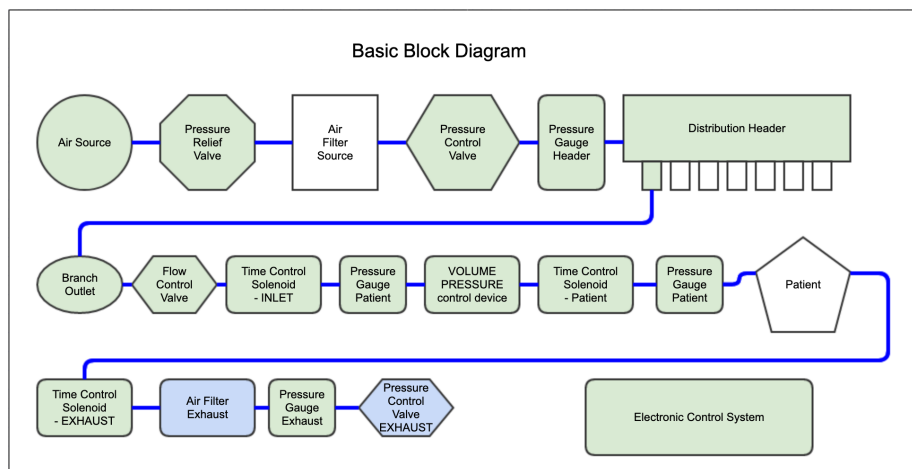 Basic Block Diagram
Air Source
Pressure
Relief
Valve
Air
Filter
Source
Pressure
Control
Valve
Pressure
Gauge
Header
Distribution Header
Branch
Outlet
Flow
Control
Valve
Time Control
Solenoid
- INLET
Pressure
Gauge
Patient
VOLUME
PRESSURE
control device
Time Control
Solenoid
- Patient
Pressure
Gauge
Patient
Patient
Time Control
Solenoid
- EXHAUST
Air Filter
Exhaust
Pressure
Gauge
Exhaust
Pressure
Control
Valve
EXHAUST
Electronic Control System